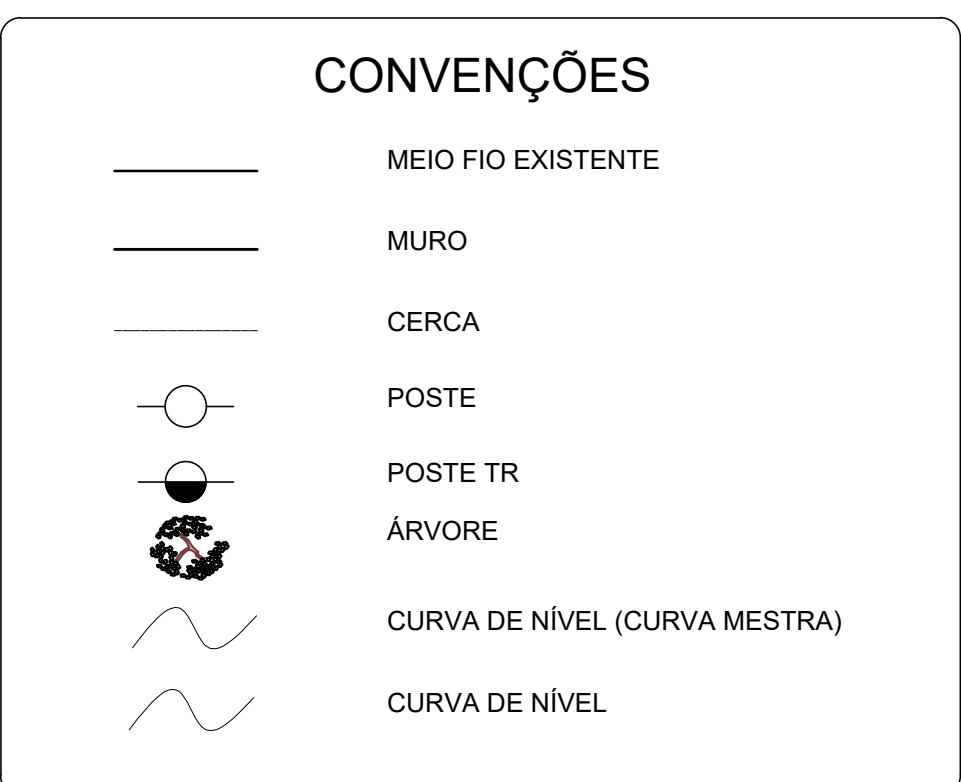 CONVENÇÕES
MEIO FIO EXISTENTE
MURO
CERCA
POSTE
POSTE TR
ÁRVORE
CURVA DE NÍVEL (CURVA MESTRA)
CURVA DE NÍVEL